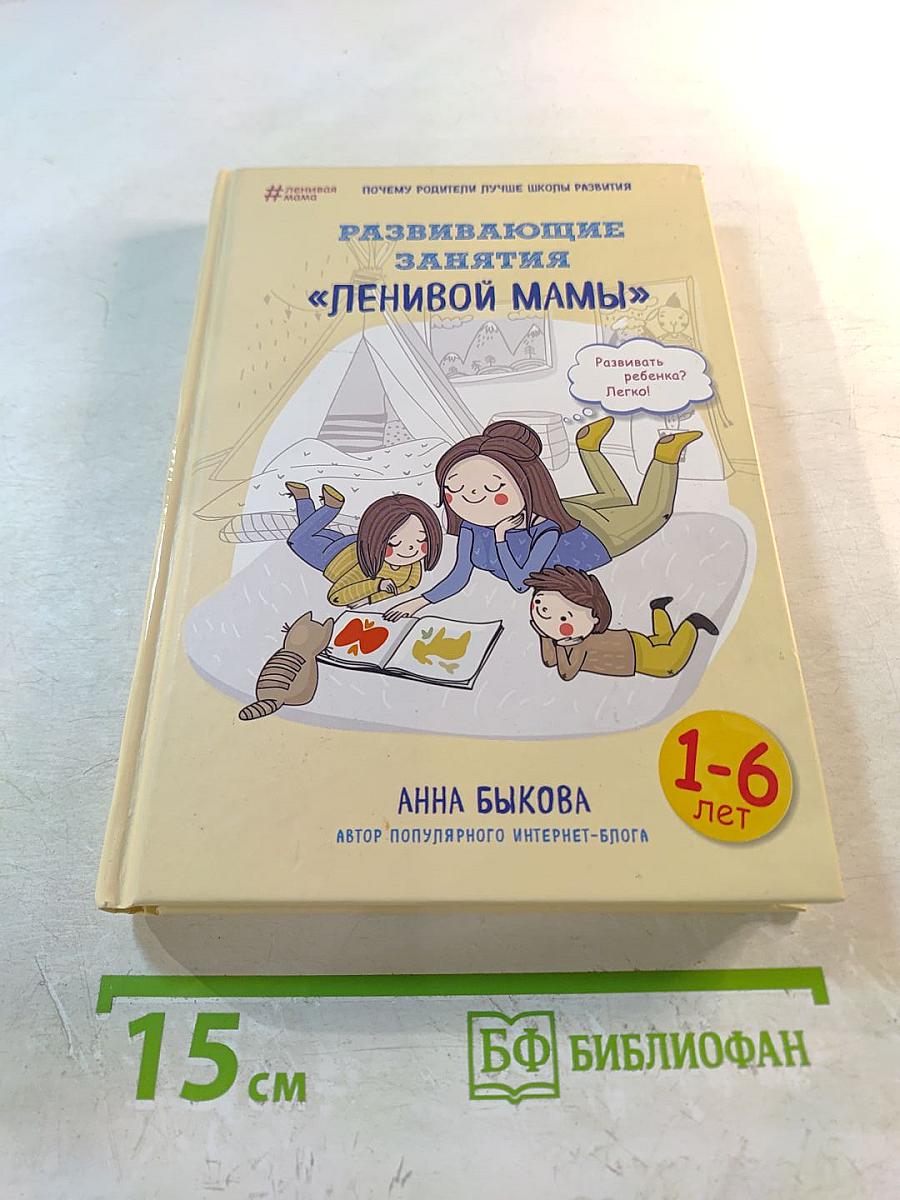 #ленивая
мама
ПОЧЕМУ РОДИТЕЛИ ЛУЧШЕ ШКОЛЫ РАЗВИТИЯ
РАЗВИВАЮЩИЕ
ЗАНЯТИЯ
«ЛЕНИВОЙ МАМЫ»
Развивать
ребенка?
Легко!
1-6
лет
АННА БЫКОВА
АВТОР ПОПУЛЯРНОГО ИНТЕРНЕТ-БЛОГА
15 см
БФ БИБЛИОФАН